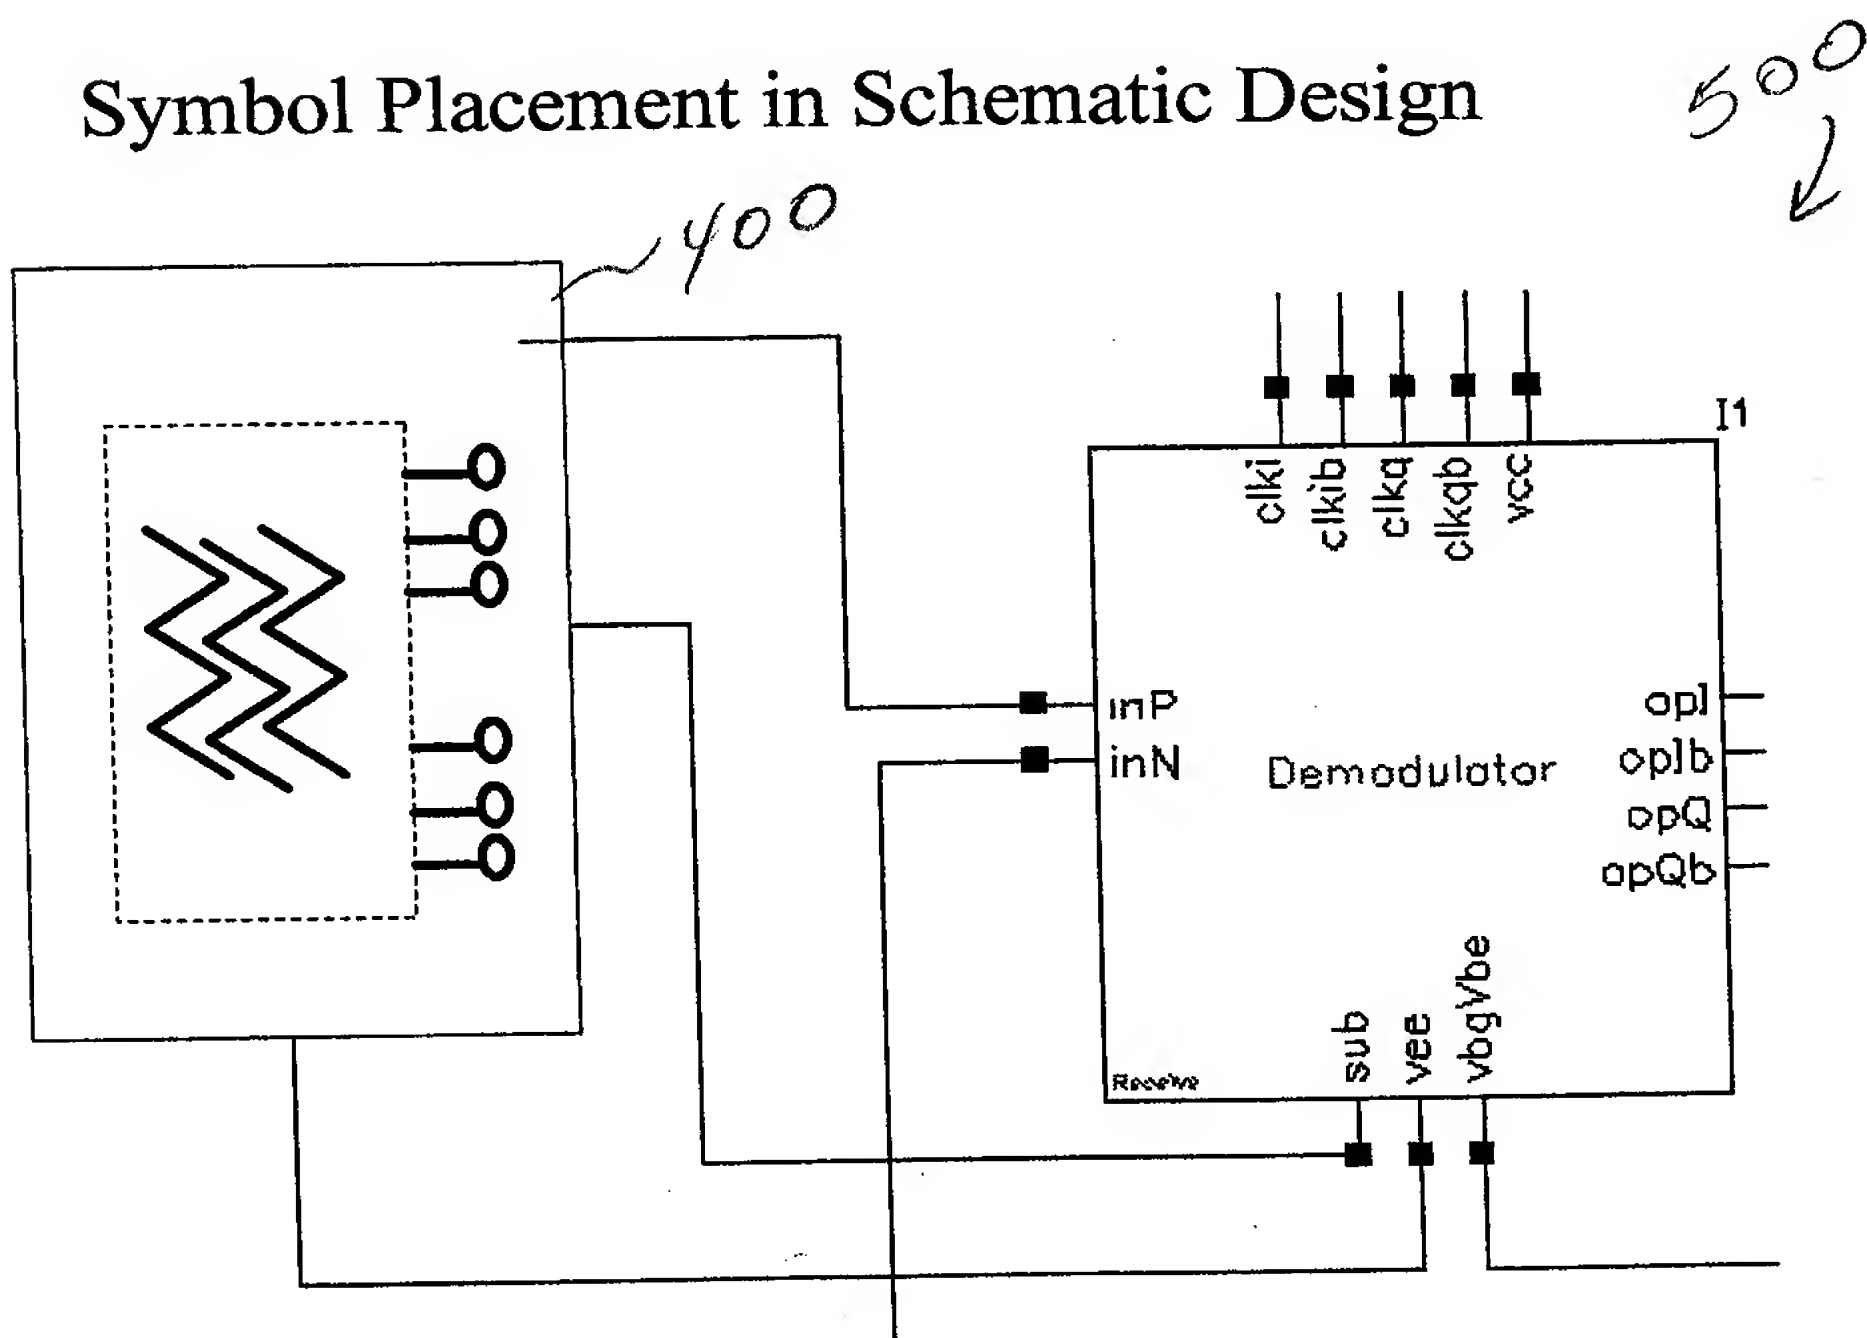 Symbol Placement in Schematic Design
500
400
I1
clki
clkib
clkq
clkqb
vcc
inP
inN
Demodulator
opI
opIb
opQ
opQb
sub
vee
vbgVbe
Receive